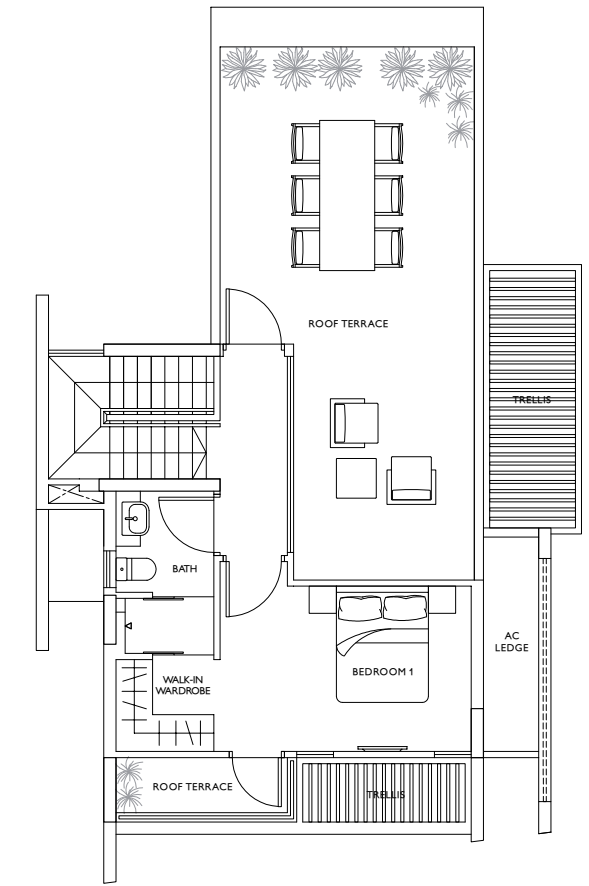 ROOF TERRACE
TRELLIS
BATH
AC
LEDGE
BEDROOM 1
WALK-IN
WARDROBE
ROOF TERRACE
TRELLIS